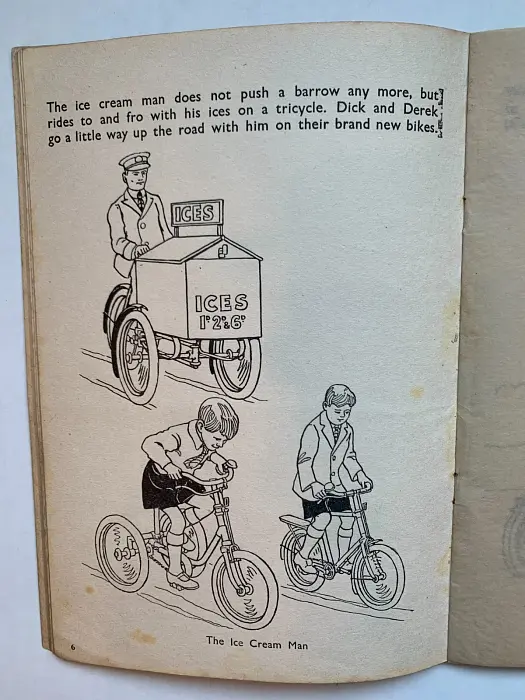 The ice cream man does not push a barrow any more, but
rides to and fro with his ices on a tricycle. Dick and Derek
go a little way up the road with him on their brand new bikes.
ICES
ICES
1ᴰ 2ᴰ & 6ᴰ
The Ice Cream Man
6